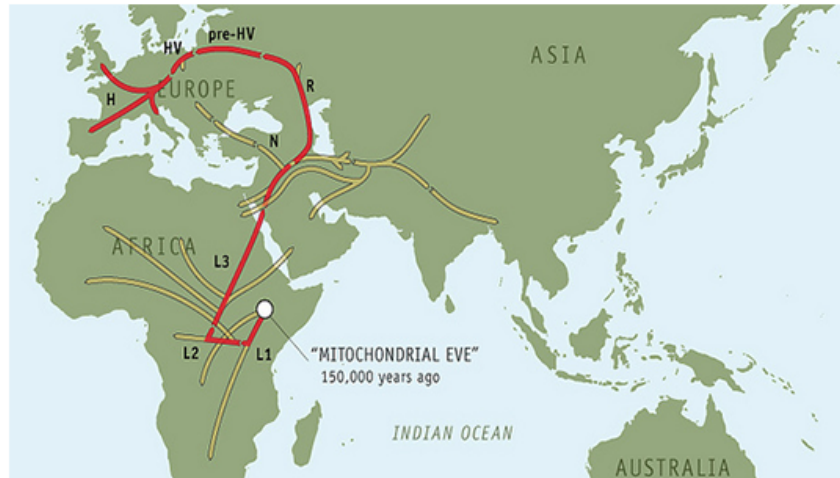 pre-HV
HV
ASIA
R
H
EUROPE
N
AFRICA
L3
L2
L1
"MITOCHONDRIAL EVE"
150,000 years ago
INDIAN OCEAN
AUSTRALIA